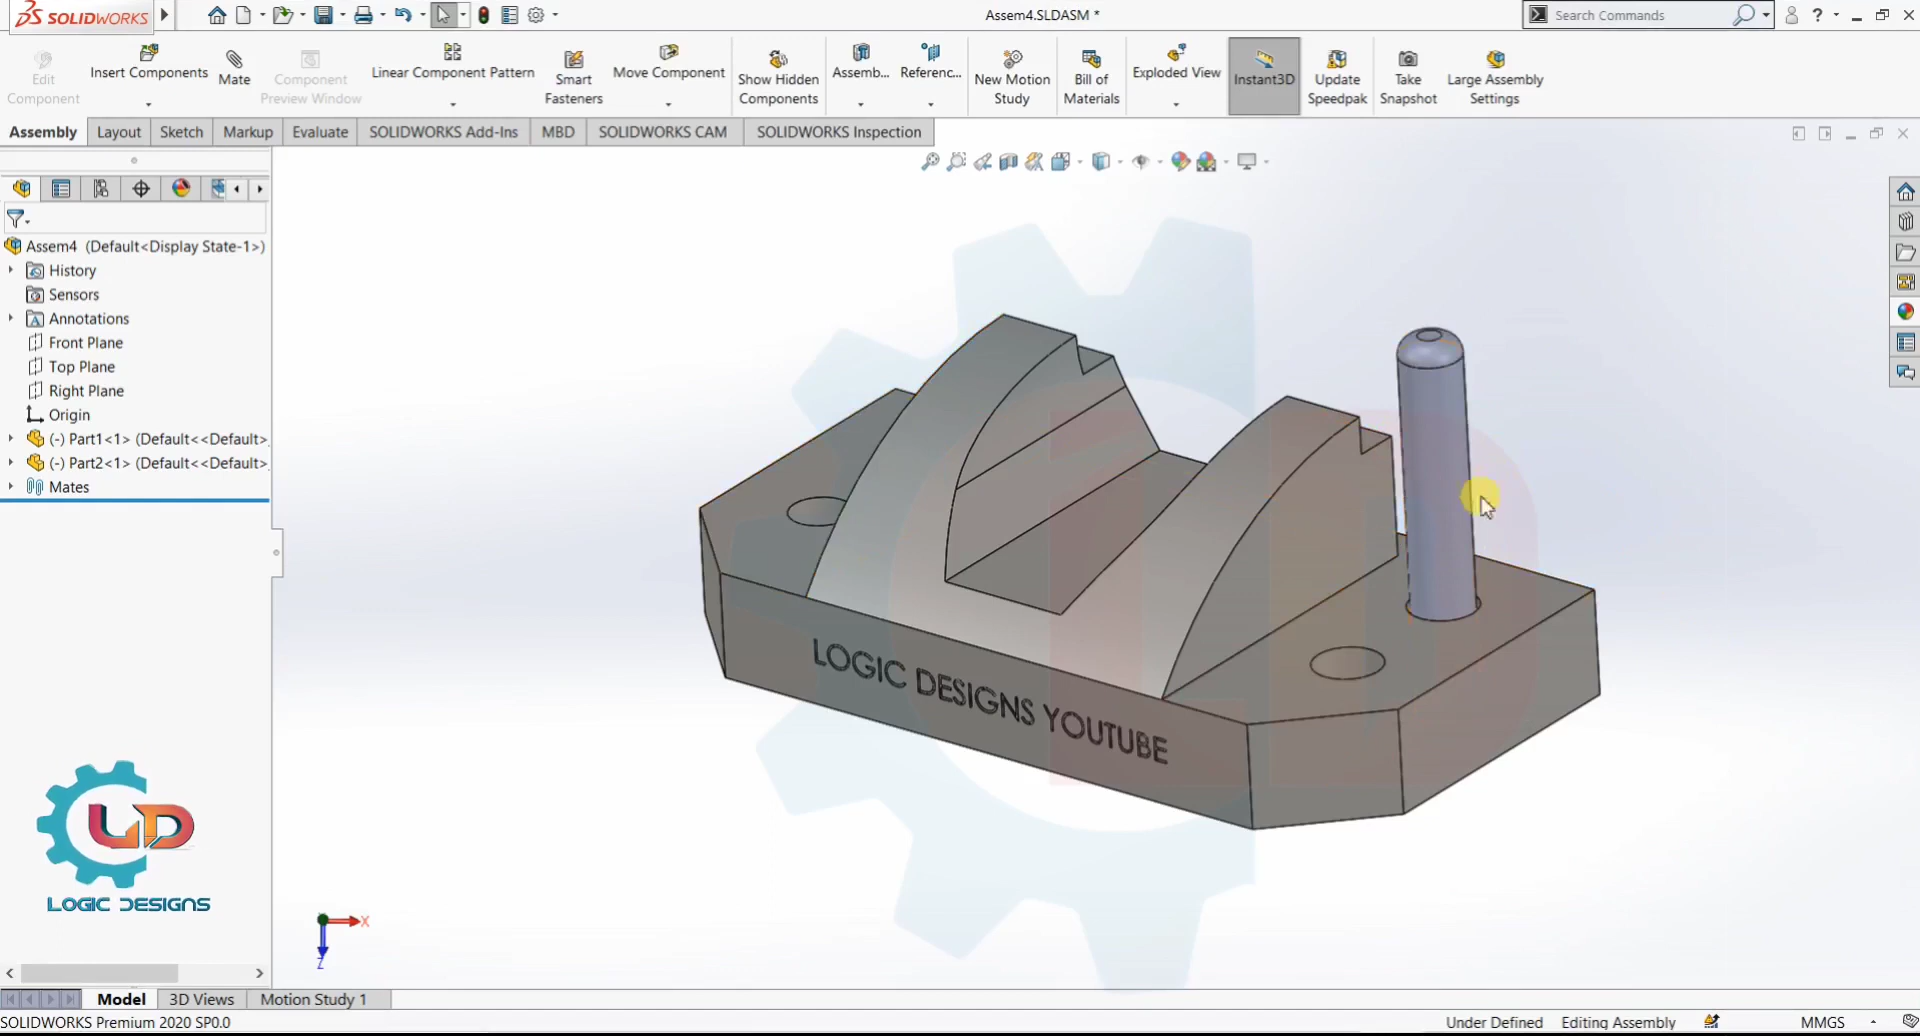 SOLIDWORKS
Assem4.SLDASM *
Search Commands
Edit Component
Insert Components
Mate
Component Preview Window
Linear Component Pattern
Smart Fasteners
Move Component
Show Hidden Components
Assemb...
Referenc...
New Motion Study
Bill of Materials
Exploded View
Instant3D
Update Speedpak
Take Snapshot
Large Assembly Settings
Assembly
Layout
Sketch
Markup
Evaluate
SOLIDWORKS Add-Ins
MBD
SOLIDWORKS CAM
SOLIDWORKS Inspection
Assem4 (Default<Display State-1>)
History
Sensors
Annotations
Front Plane
Top Plane
Right Plane
Origin
(-) Part1<1> (Default<<Default>
(-) Part2<1> (Default<<Default>
Mates
LOGIC DESIGNS YOUTUBE
LD
LOGIC DESIGNS
X
Z
Model
3D Views
Motion Study 1
SOLIDWORKS Premium 2020 SP0.0
Under Defined
Editing Assembly
MMGS